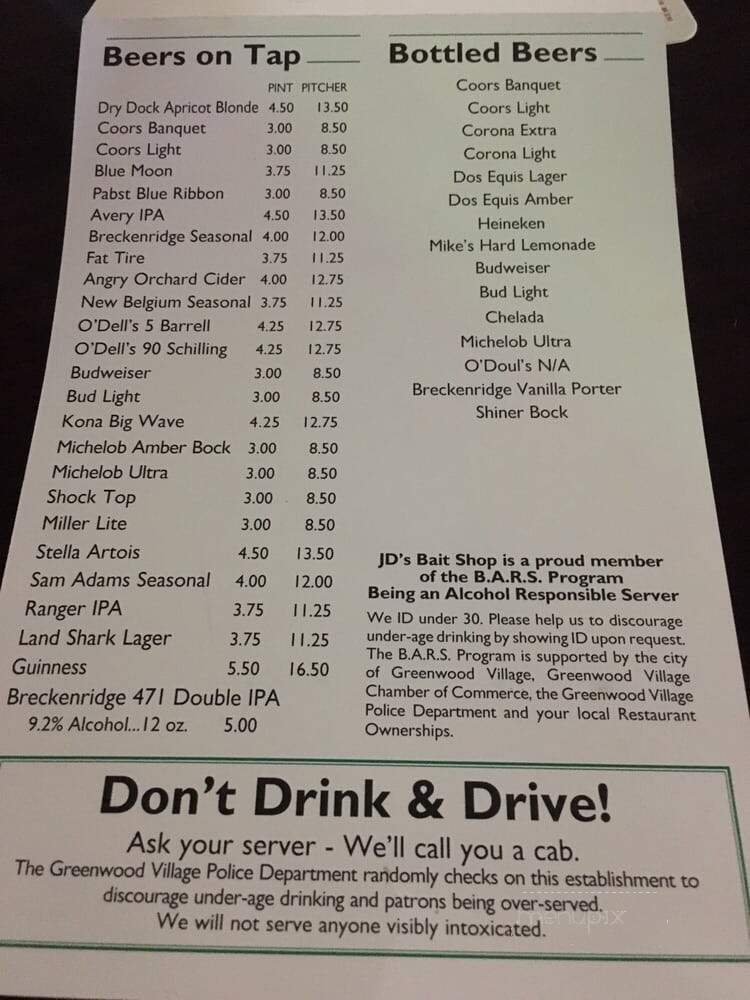 Beers on Tap
PINT PITCHER
Dry Dock Apricot Blonde 4.50 13.50
Coors Banquet 3.00 8.50
Coors Light 3.00 8.50
Blue Moon 3.75 11.25
Pabst Blue Ribbon 3.00 8.50
Avery IPA 4.50 13.50
Breckenridge Seasonal 4.00 12.00
Fat Tire 3.75 11.25
Angry Orchard Cider 4.00 12.75
New Belgium Seasonal 3.75 11.25
O'Dell's 5 Barrell 4.25 12.75
O'Dell's 90 Schilling 4.25 12.75
Budweiser 3.00 8.50
Bud Light 3.00 8.50
Kona Big Wave 4.25 12.75
Michelob Amber Bock 3.00 8.50
Michelob Ultra 3.00 8.50
Shock Top 3.00 8.50
Miller Lite 3.00 8.50
Stella Artois 4.50 13.50
Sam Adams Seasonal 4.00 12.00
Ranger IPA 3.75 11.25
Land Shark Lager 3.75 11.25
Guinness 5.50 16.50
Breckenridge 471 Double IPA
9.2% Alcohol...12 oz. 5.00
Bottled Beers
Coors Banquet
Coors Light
Corona Extra
Corona Light
Dos Equis Lager
Dos Equis Amber
Heineken
Mike's Hard Lemonade
Budweiser
Bud Light
Chelada
Michelob Ultra
O'Doul's N/A
Breckenridge Vanilla Porter
Shiner Bock
JD's Bait Shop is a proud member
of the B.A.R.S. Program
Being an Alcohol Responsible Server
We ID under 30. Please help us to discourage
under-age drinking by showing ID upon request.
The B.A.R.S. Program is supported by the city
of Greenwood Village, Greenwood Village
Chamber of Commerce, the Greenwood Village
Police Department and your local Restaurant
Ownerships.
Don't Drink & Drive!
Ask your server - We'll call you a cab.
The Greenwood Village Police Department randomly checks on this establishment to
discourage under-age drinking and patrons being over-served.
We will not serve anyone visibly intoxicated.
menupix